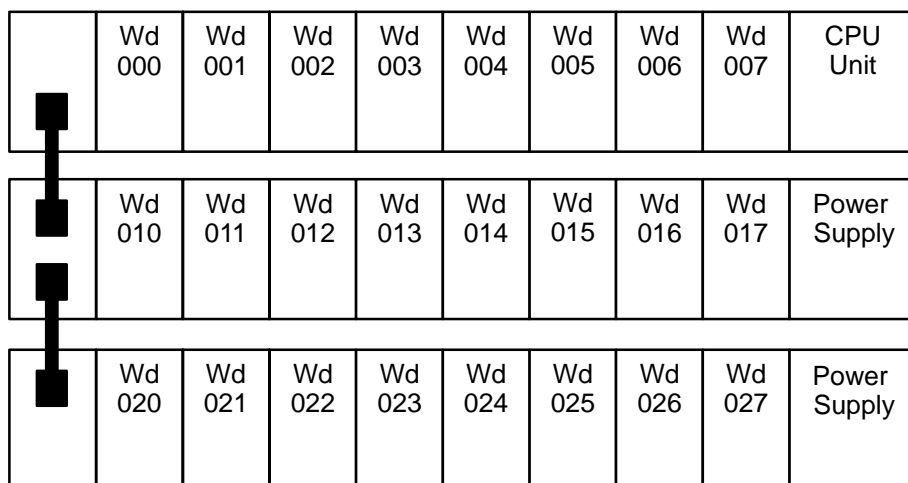 Wd Wd Wd Wd Wd Wd Wd Wd CPU
000 001 002 003 004 005 006 007 Unit
Wd Wd Wd Wd Wd Wd Wd Wd Power
010 011 012 013 014 015 016 017 Supply
Wd Wd Wd Wd Wd Wd Wd Wd Power
020 021 022 023 024 025 026 027 Supply